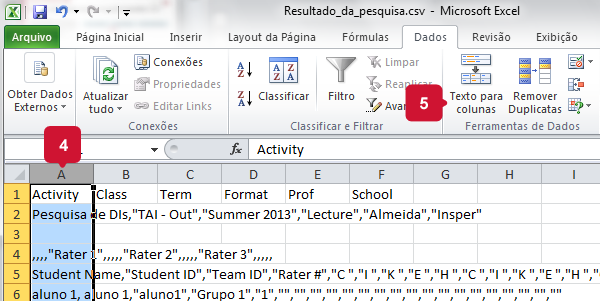 Resultado_da_pesquisa.csv - Microsoft Excel
Arquivo Página Inicial Inserir Layout da Página Fórmulas Dados Revisão Exibição
Obter Dados Externos
Atualizar tudo
Conexões
Propriedades
Editar Links
Conexões
Classificar
Filtro
Limpar
Reaplicar
Avan
Classificar e Filtrar
5
Texto para colunas
Remover Duplicatas
Ferramentas de Dados
4
fx Activity
A B C D E F G H I
1 Activity Class Term Format Prof School
2 Pesquisa de DIs,"TAI - Out","Summer 2013","Lecture","Almeida","Insper"
3
4 ,,,,"Rater 1",,,,,"Rater 2",,,,,"Rater 3",,,,,
5 Student Name,"Student ID","Team ID","Rater #","C ","I ","K ","E ","H ","C ","I ","K ","E ","H
6 aluno 1, aluno 1,"aluno1","Grupo 1","1","","","","","","","","","","","","","","",""